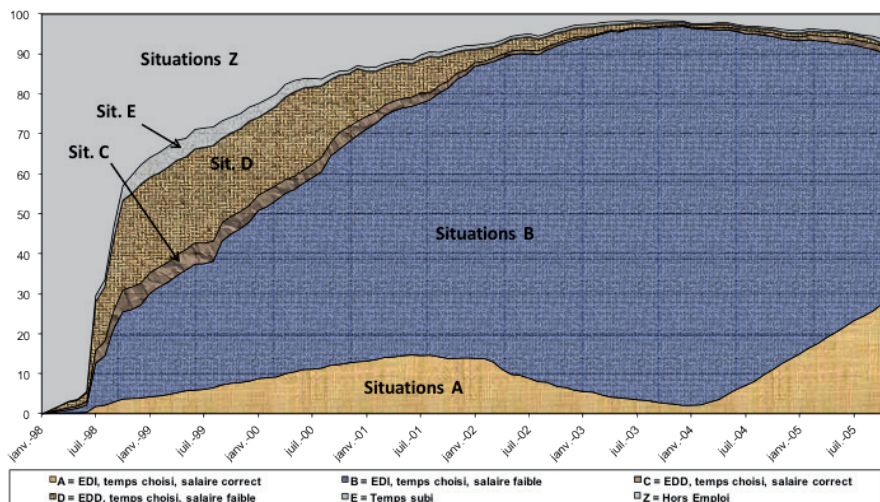 100
90
80
70
60
50
40
30
20
10
0
Situations Z
Sit. E
Sit. C
Sit. D
Situations B
Situations A
janv.-98
juil.-98
janv.-99
juil.-99
janv.-00
juil.-00
janv.-01
juil.-01
janv.-02
juil.-02
janv.-03
juil.-03
janv.-04
juil.-04
janv.-05
juil.-05
A = EDI, temps choisi, salaire correct
B = EDI, temps choisi, salaire faible
C = EDD, temps choisi, salaire correct
D = EDD, temps choisi, salaire faible
E = Temps subi
Z = Hors Emploi